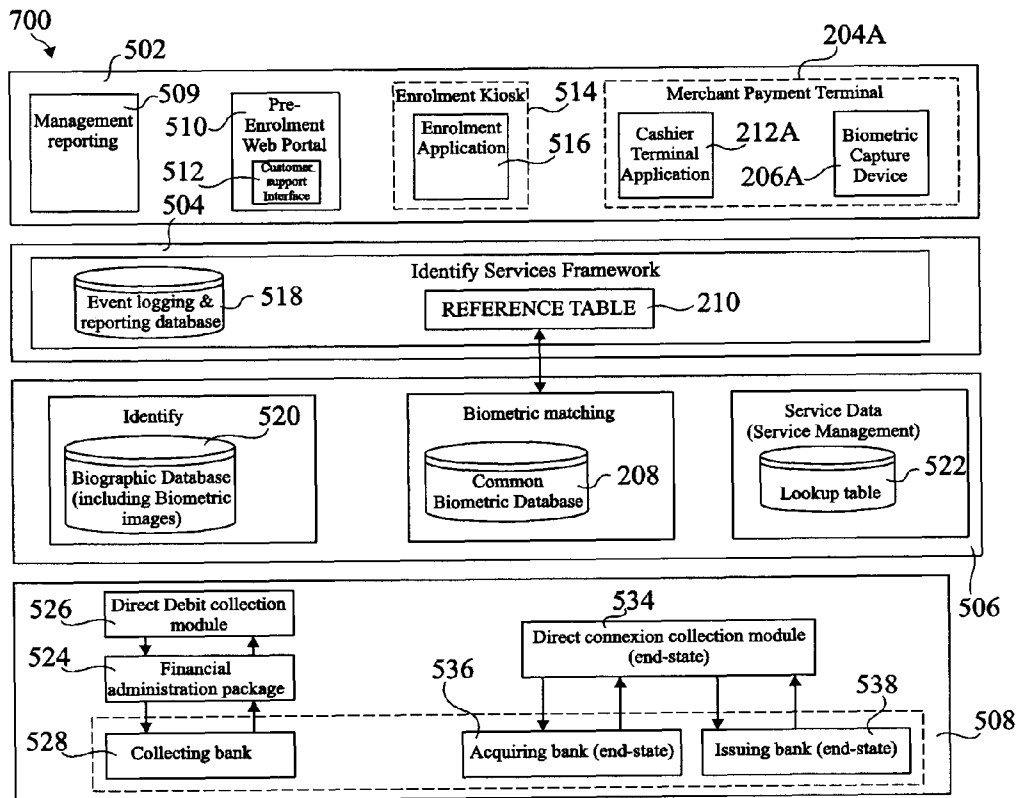 700
502
204A
509
Management
reporting
510
Pre-
Enrolment
Web Portal
512
Customer
support
Interface
Enrolment Kiosk
514
Enrolment
Application
516
Merchant Payment Terminal
Cashier
Terminal
Application
212A
206A
Biometric
Capture
Device
504
Identify Services Framework
Event logging &
reporting database
518
REFERENCE TABLE
210
Identify
520
Biographic Database
(including Biometric
images)
Biometric matching
Common
Biometric Database
208
Service Data
(Service Management)
522
Lookup table
506
526
Direct Debit collection
module
524
Financial
administration package
528
Collecting bank
534
Direct connexion collection module
(end-state)
536
538
Acquiring bank (end-state)
Issuing bank (end-state)
508